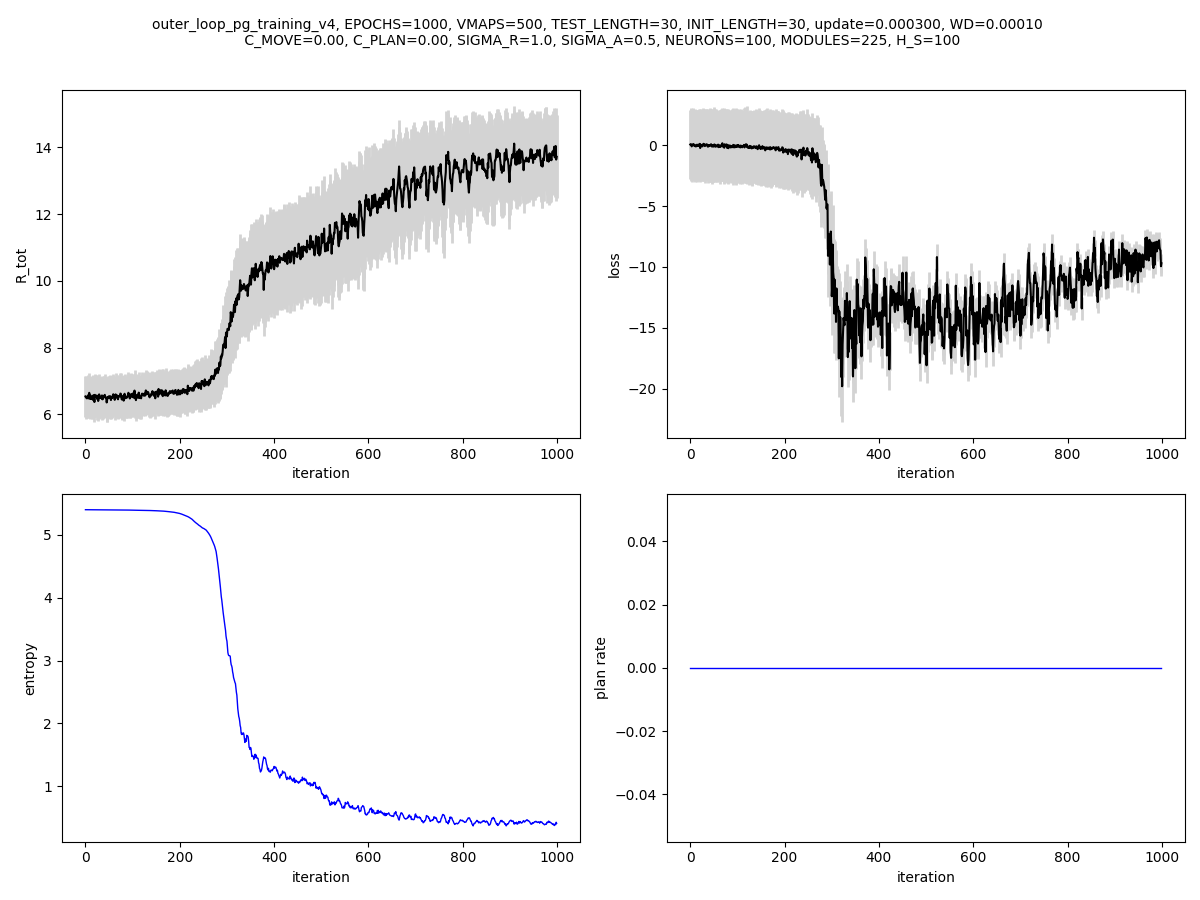 outer_loop_pg_training_v4, EPOCHS=1000, VMAPS=500, TEST_LENGTH=30, INIT_LENGTH=30, update=0.000300, WD=0.00010
C_MOVE=0.00, C_PLAN=0.00, SIGMA_R=1.0, SIGMA_A=0.5, NEURONS=100, MODULES=225, H_S=100
R_tot
14
12
10
8
6
0 200 400 600 800 1000
iteration
loss
0
−5
−10
−15
−20
0 200 400 600 800 1000
iteration
entropy
5
4
3
2
1
0 200 400 600 800 1000
iteration
plan rate
0.04
0.02
0.00
−0.02
−0.04
0 200 400 600 800 1000
iteration